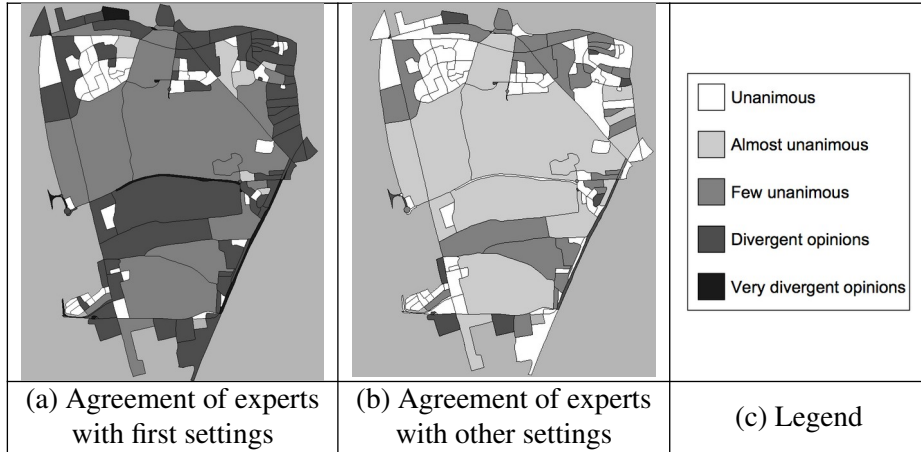 Unanimous
Almost unanimous
Few unanimous
Divergent opinions
Very divergent opinions
(a) Agreement of experts
with first settings
(b) Agreement of experts
with other settings
(c) Legend